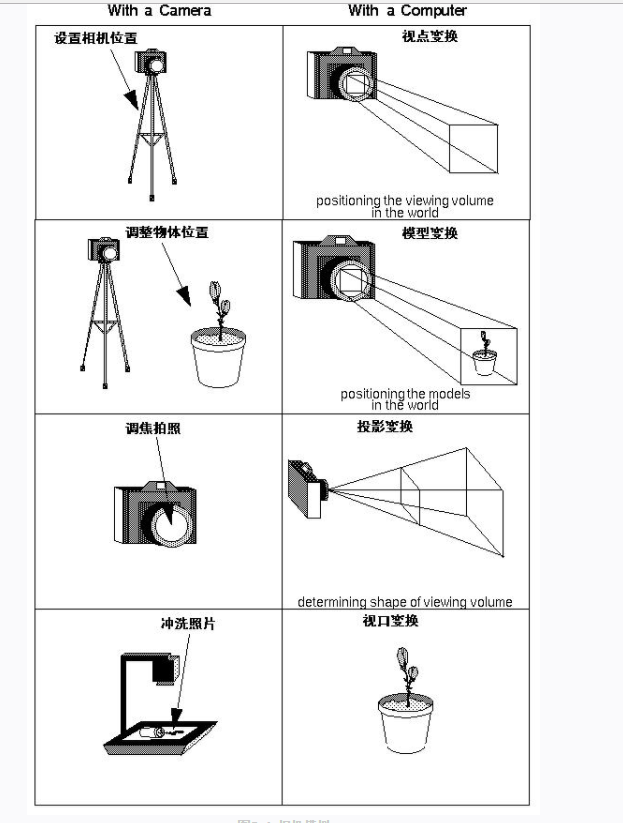 With a Camera
With a Computer
设置相机位置
视点变换
positioning the viewing volume
in the world
调整物体位置
模型变换
positioning the models
in the world
调焦拍照
投影变换
determining shape of viewing volume
冲洗照片
视口变换